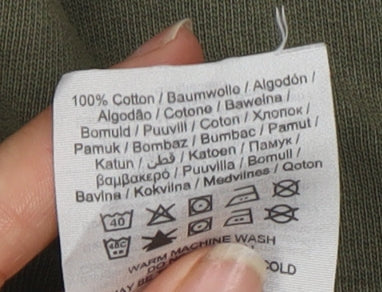 100% Cotton / Baumwolle / Algodón /
Algodão / Cotone / Bawełna /
Bomuld / Puuvill / Coton / Хлопок /
Pamuk / Bombaz / Bumbac / Pamut /
Katun / قطن / Katoen / Памук /
βαμβακερό / Puuvilla / Bomull /
Bavlna / Kokvilna / Medvilnės / Qoton
40
WARM MACHINE WASH
COLD